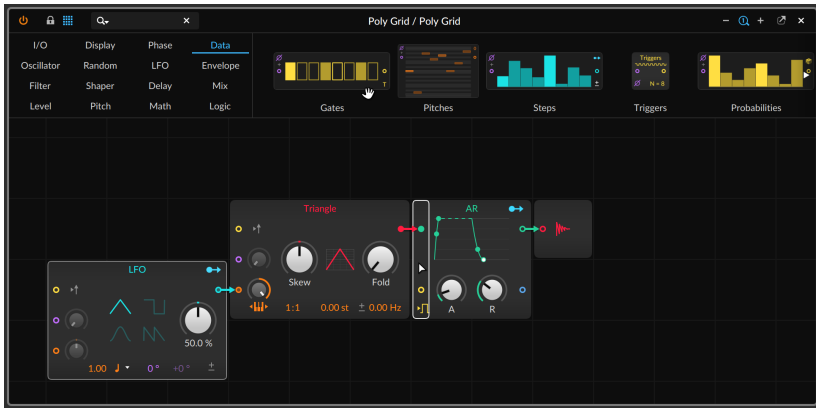 Poly Grid / Poly Grid
I/O Display Phase Data
Oscillator Random LFO Envelope
Filter Shaper Delay Mix
Level Pitch Math Logic
T
Triggers
N = 8
Gates Pitches Steps Triggers Probabilities
Triangle
Skew Fold
1:1 0.00 st ± 0.00 Hz
AR
A R
LFO
50.0 %
1.00 0° +0° ±